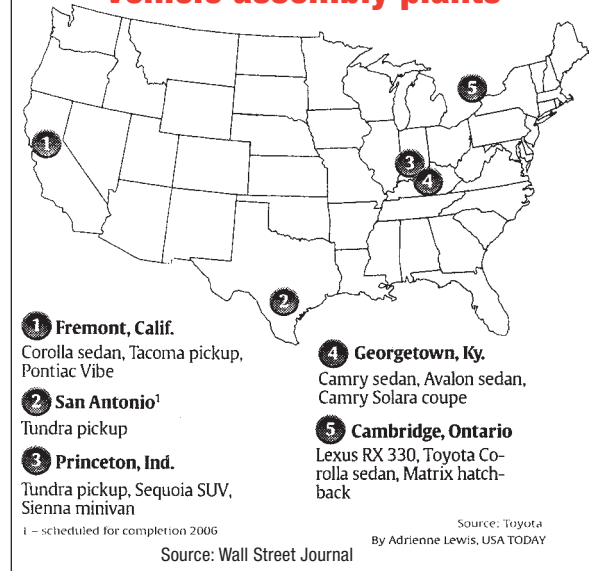 vehicle assembly plants
1
2
3
4
5
1 Fremont, Calif.
Corolla sedan, Tacoma pickup,
Pontiac Vibe
2 San Antonio¹
Tundra pickup
3 Princeton, Ind.
Tundra pickup, Sequoia SUV,
Sienna minivan
1 – scheduled for completion 2006
4 Georgetown, Ky.
Camry sedan, Avalon sedan,
Camry Solara coupe
5 Cambridge, Ontario
Lexus RX 330, Toyota Co-
rolla sedan, Matrix hatch-
back
Source: Toyota
By Adrienne Lewis, USA TODAY
Source: Wall Street Journal